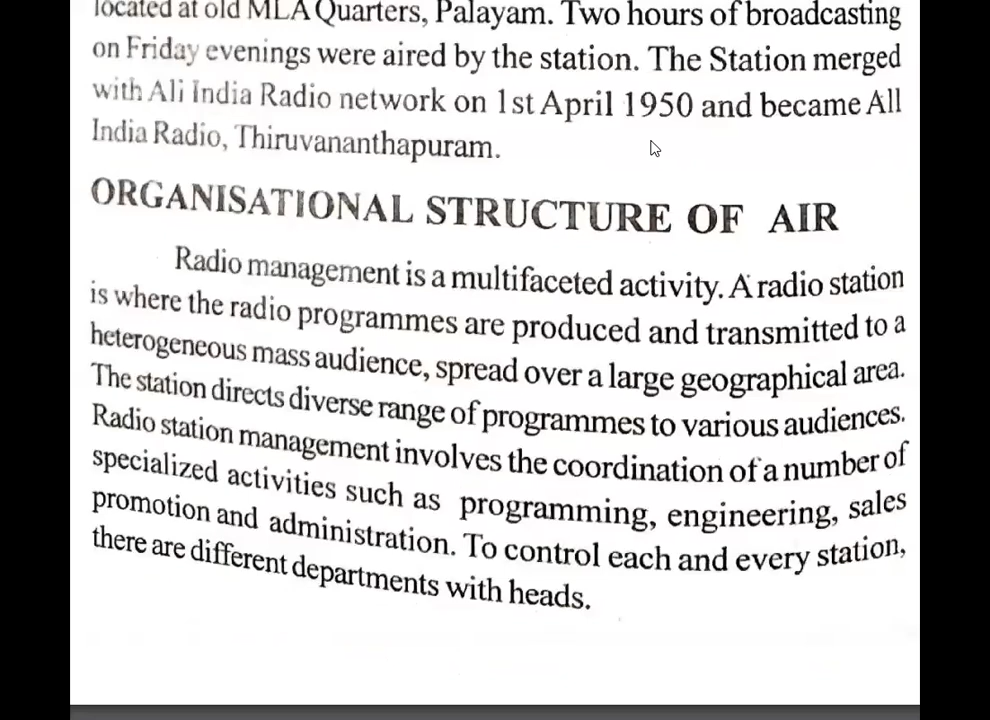 located at old MLA Quarters, Palayam. Two hours of broadcasting
on Friday evenings were aired by the station. The Station merged
with Ali India Radio network on 1st April 1950 and became All
India Radio, Thiruvananthapuram.
ORGANISATIONAL STRUCTURE OF AIR
Radio management is a multifaceted activity. A radio station
is where the radio programmes are produced and transmitted to a
heterogeneous mass audience, spread over a large geographical area.
The station directs diverse range of programmes to various audiences.
Radio station management involves the coordination of a number of
specialized activities such as programming, engineering, sales
promotion and administration. To control each and every station,
there are different departments with heads.